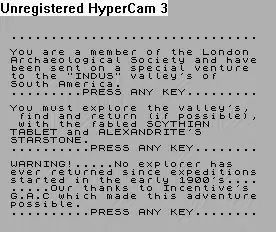 Unregistered HyperCam 3
................................
You are a member of the London
Archaeological Society and have
been sent on a special venture
to the "INDUS" valley's of
South America.
..........PRESS ANY KEY.........
You must explore the valley's,
find and return (if possible),
with the fabled SCYTHIAN
TABLET and ALEXANDRITE'S
STARSTONE.
..........PRESS ANY KEY.........
WARNING!.....No explorer has
ever returned since expeditions
started in the early 1900's....
......Our thanks to Incentive's
G.A.C which made this adventure
possible.
...........PRESS ANY KEY........